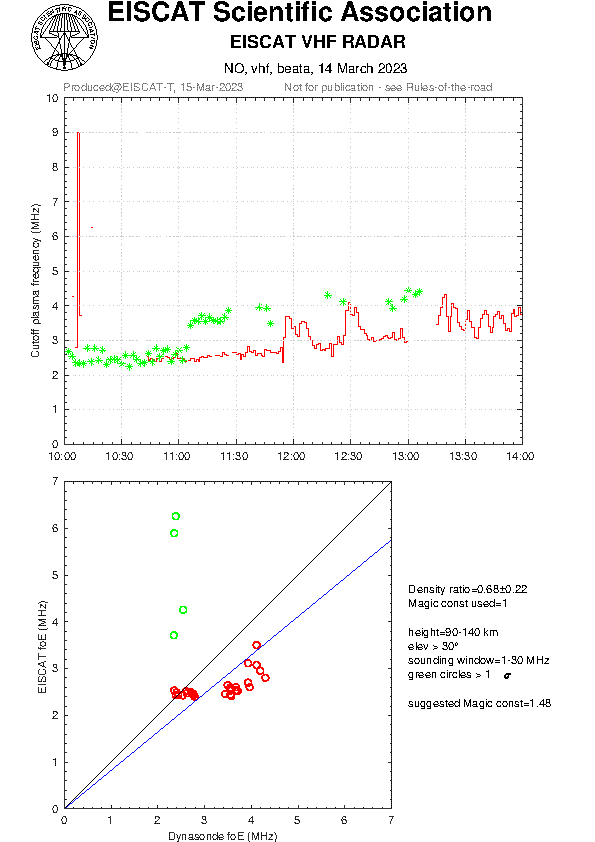 EISCAT SCIENTIFIC ASSOCIATION
EISCAT Scientific Association
EISCAT VHF RADAR
NO, vhf, beata, 14 March 2023
Produced@EISCAT-T, 15-Mar-2023 Not for publication - see Rules-of-the-road
10
9
8
7
6
5
4
3
2
1
0
Cutoff plasma frequency (MHz)
10:00 10:30 11:00 11:30 12:00 12:30 13:00 13:30 14:00
7
6
5
4
3
2
1
0
EISCAT foE (MHz)
0 1 2 3 4 5 6 7
Dynasonde foE (MHz)
Density ratio=0.68±0.22
Magic const used=1
height=90-140 km
elev > 30°
sounding window=1-30 MHz
green circles > 1 σ
suggested Magic const=1.48